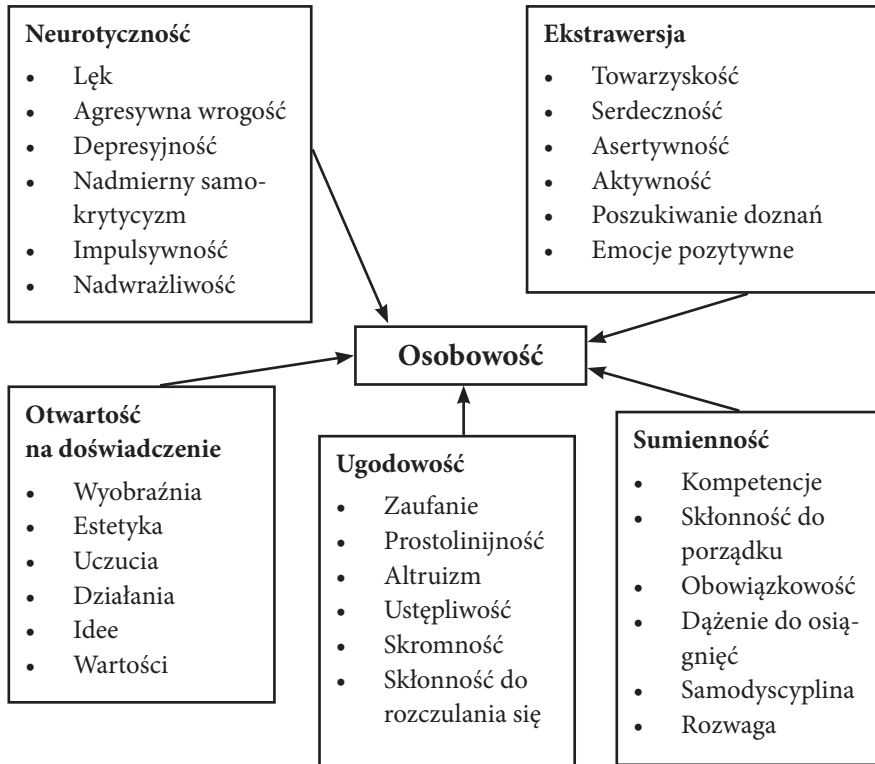 Neurotyczność
• Lęk
• Agresywna wrogość
• Depresyjność
• Nadmierny samo-
krytycyzm
• Impulsywność
• Nadwrażliwość
Ekstrawersja
• Towarzyskość
• Serdeczność
• Asertywność
• Aktywność
• Poszukiwanie doznań
• Emocje pozytywne
Osobowość
Otwartość
na doświadczenie
• Wyobraźnia
• Estetyka
• Uczucia
• Działania
• Idee
• Wartości
Ugodowość
• Zaufanie
• Prostolinijność
• Altruizm
• Ustępliwość
• Skromność
• Skłonność do
rozczulania się
Sumienność
• Kompetencje
• Skłonność do
porządku
• Obowiązkowość
• Dążenie do osią-
gnięć
• Samodyscyplina
• Rozwaga